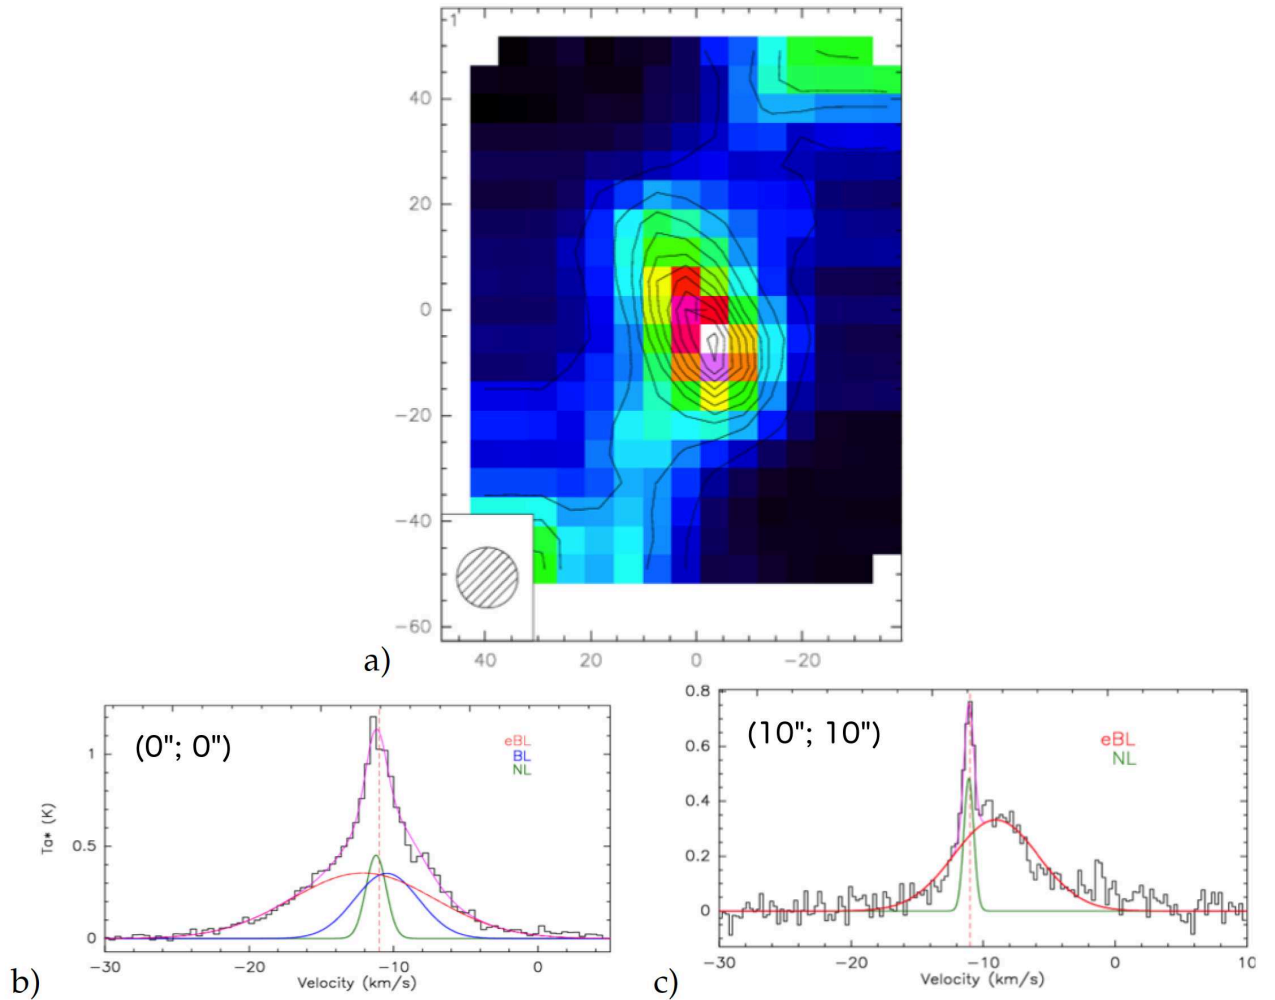 1
40
20
0
−20
−40
−60
40 20 0 −20
a)
(0"; 0")
eBL
BL
NL
Ta* (K)
1
0.5
0
−30 −20 −10 0
Velocity (km/s)
b)
(10"; 10")
eBL
NL
0.8
0.6
0.4
0.2
0
−30 −20 −10 0 10
Velocity (km/s)
c)